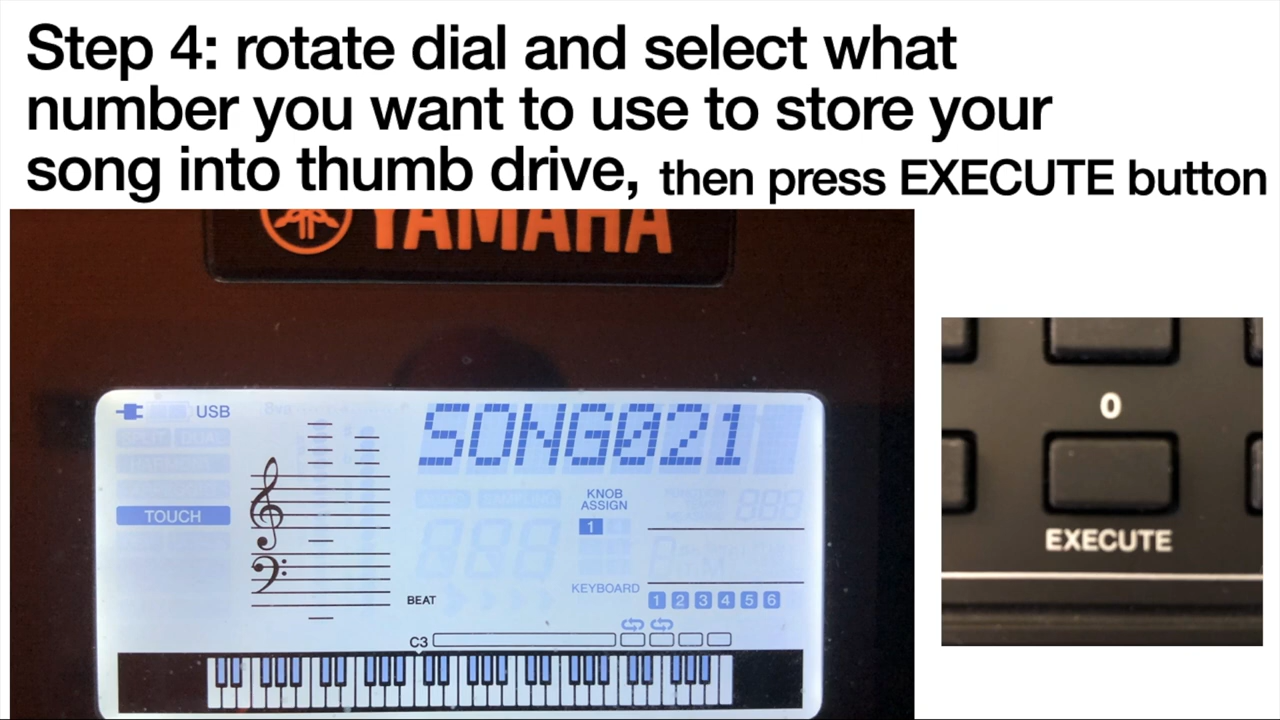 Step 4: rotate dial and select what
number you want to use to store your
song into thumb drive, then press EXECUTE button
YAMAHA
USB
SONG021
TOUCH
KNOB
ASSIGN
1
KEYBOARD
1 2 3 4 5 6
BEAT
C3
0
EXECUTE